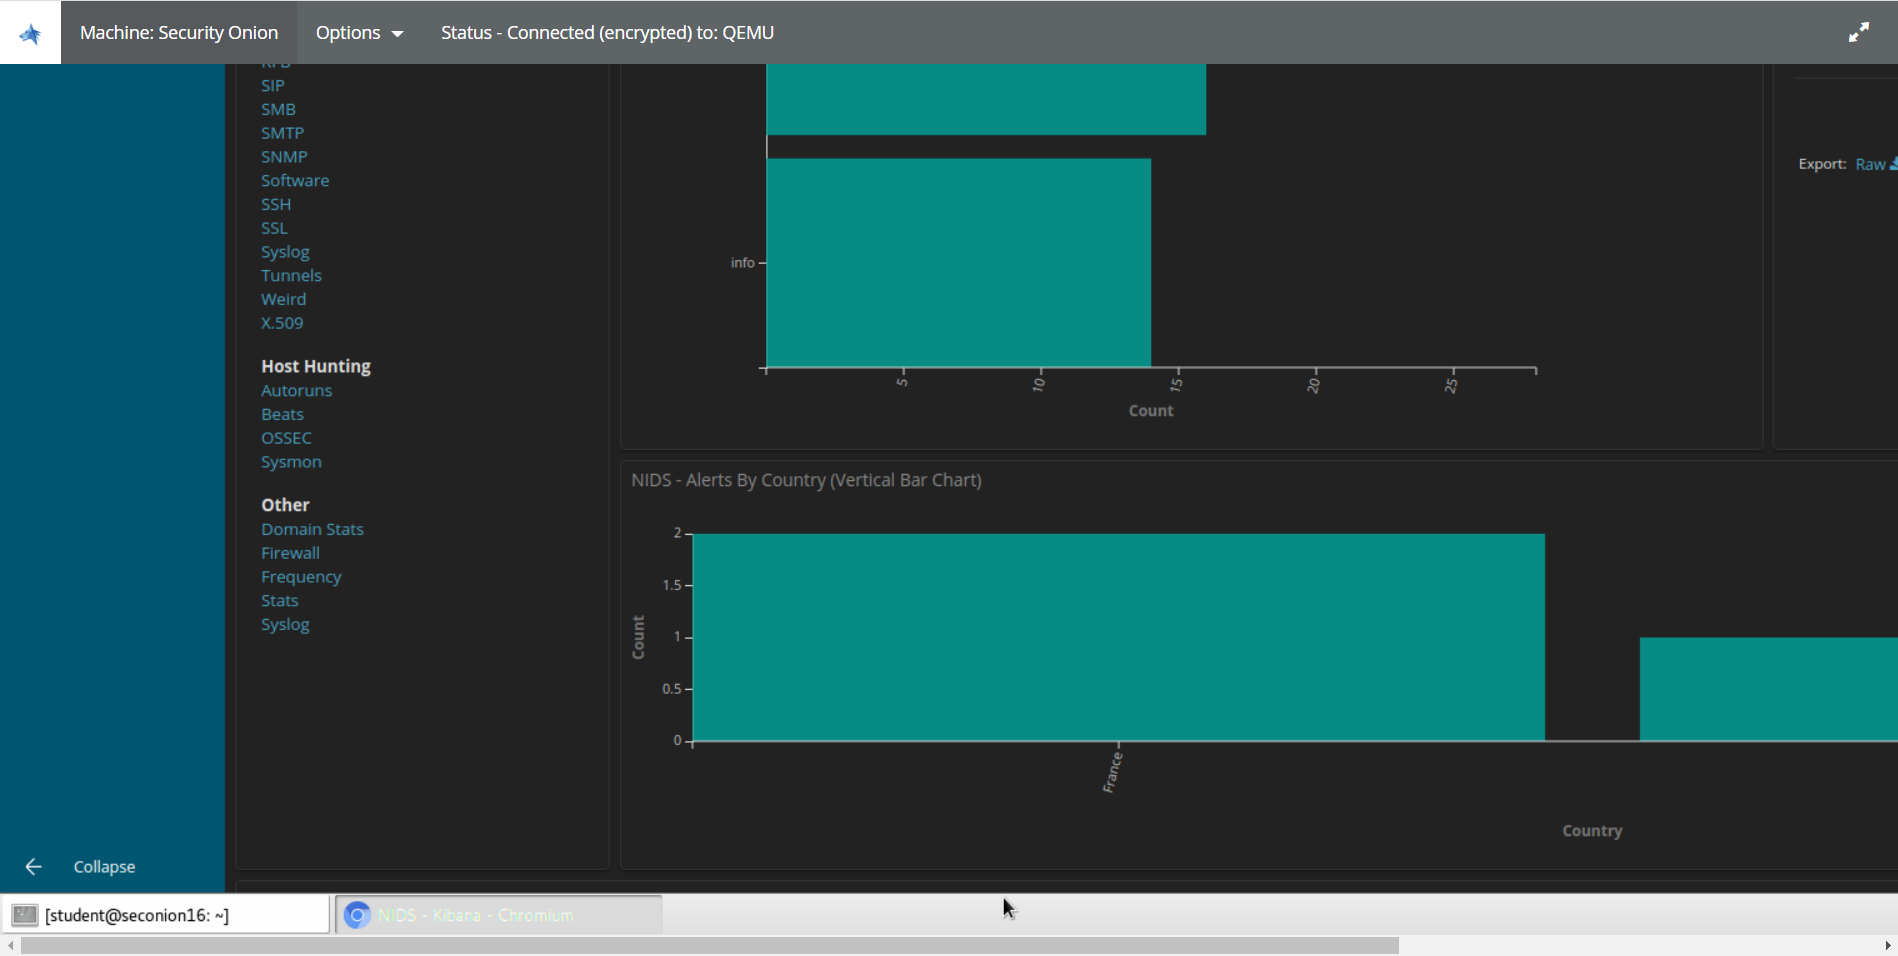 Machine: Security Onion
Options
Status - Connected (encrypted) to: QEMU
SIP
SMB
SMTP
SNMP
Software
SSH
SSL
Syslog
Tunnels
Weird
X.509
Host Hunting
Autoruns
Beats
OSSEC
Sysmon
Other
Domain Stats
Firewall
Frequency
Stats
Syslog
Collapse
info
5
10
15
20
25
Count
Export: Raw
NIDS - Alerts By Country (Vertical Bar Chart)
2
1.5
1
0.5
0
Count
France
Country
[student@seconion16: ~]
NIDS - Kibana - Chromium